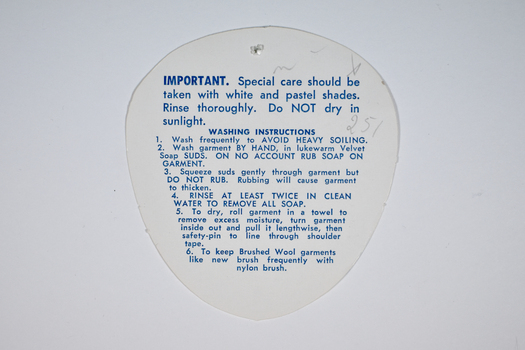 IMPORTANT. Special care should be
taken with white and pastel shades.
Rinse thoroughly. Do NOT dry in
sunlight.
WASHING INSTRUCTIONS
1. Wash frequently to AVOID HEAVY SOILING.
2. Wash garment BY HAND, in lukewarm Velvet
Soap SUDS. ON NO ACCOUNT RUB SOAP ON
GARMENT.
3. Squeeze suds gently through garment but
DO NOT RUB. Rubbing will cause garment
to thicken.
4. RINSE AT LEAST TWICE IN CLEAN
WATER TO REMOVE ALL SOAP.
5. To dry, roll garment in a towel to
remove excess moisture, turn garment
inside out and pull it lengthwise, then
safety-pin to line through shoulder
tape.
6. To keep Brushed Wool garments
like new brush frequently with
nylon brush.